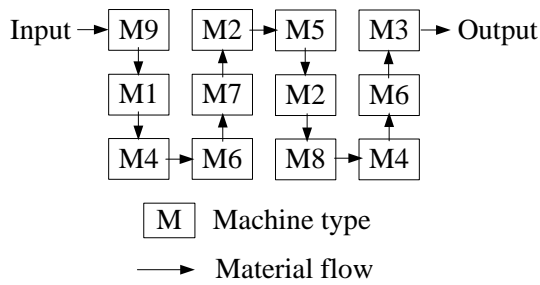 Input M9 M2 M5 M3 Output
M1 M7 M2 M6
M4 M6 M8 M4
M Machine type
Material flow